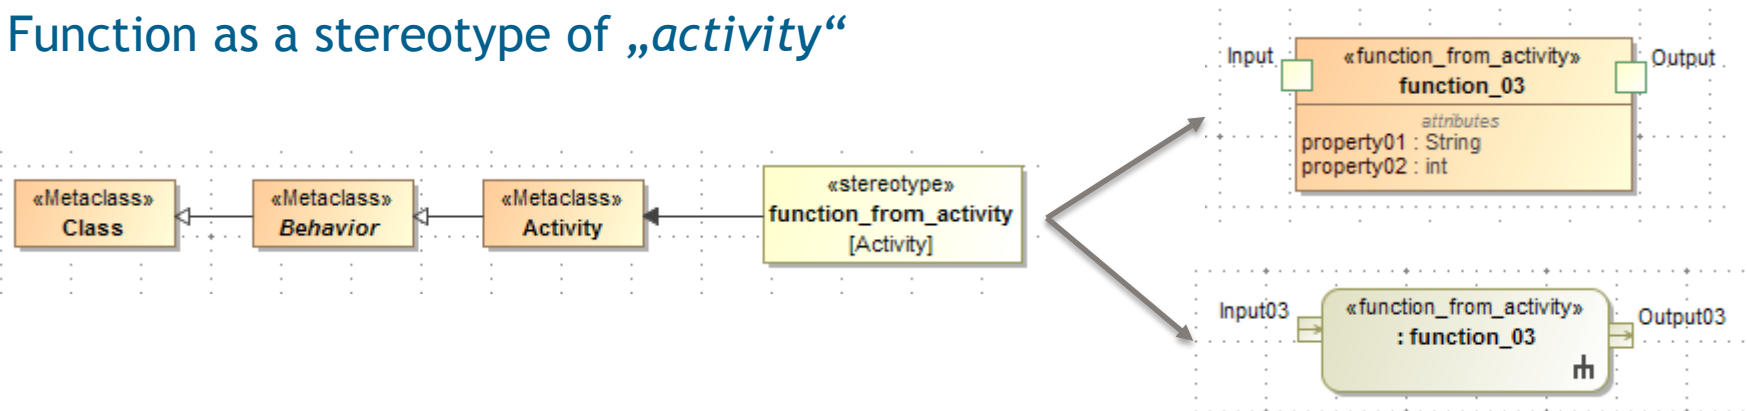 Function as a stereotype of „activity“
«Metaclass»
Class
«Metaclass»
Behavior
«Metaclass»
Activity
«stereotype»
function_from_activity
[Activity]
Input
«function_from_activity»
function_03
Output
attributes
property01 : String
property02 : int
Input03
«function_from_activity»
: function_03
Output03